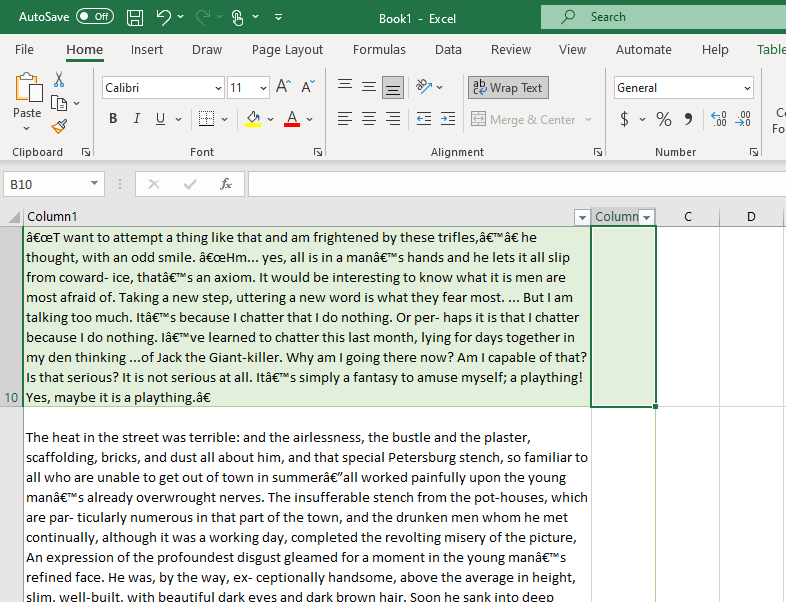 AutoSave Off Book1 - Excel Search
File Home Insert Draw Page Layout Formulas Data Review View Automate Help Table
Paste Calibri 11 A A Wrap Text General
B I U A Merge & Center $ % 9 .00 .00
Clipboard Font Alignment Number
B10 fx
Column1 Column C D
â€œT want to attempt a thing like that and am frightened by these trifles,â€™â€ he
thought, with an odd smile. â€œHm... yes, all is in a manâ€™s hands and he lets it all slip
from coward- ice, thatâ€™s an axiom. It would be interesting to know what it is men are
most afraid of. Taking a new step, uttering a new word is what they fear most. ... But I am
talking too much. Itâ€™s because I chatter that I do nothing. Or per- haps it is that I chatter
because I do nothing. Iâ€™ve learned to chatter this last month, lying for days together in
my den thinking ...of Jack the Giant-killer. Why am I going there now? Am I capable of that?
Is that serious? It is not serious at all. Itâ€™s simply a fantasy to amuse myself; a plaything!
10 Yes, maybe it is a plaything.â€
The heat in the street was terrible: and the airlessness, the bustle and the plaster,
scaffolding, bricks, and dust all about him, and that special Petersburg stench, so familiar to
all who are unable to get out of town in summerâ€”all worked painfully upon the young
manâ€™s already overwrought nerves. The insufferable stench from the pot-houses, which
are par- ticularly numerous in that part of the town, and the drunken men whom he met
continually, although it was a working day, completed the revolting misery of the picture,
An expression of the profoundest disgust gleamed for a moment in the young manâ€™s
refined face. He was, by the way, ex- ceptionally handsome, above the average in height,
slim, well-built, with beautiful dark eyes and dark brown hair. Soon he sank into deep